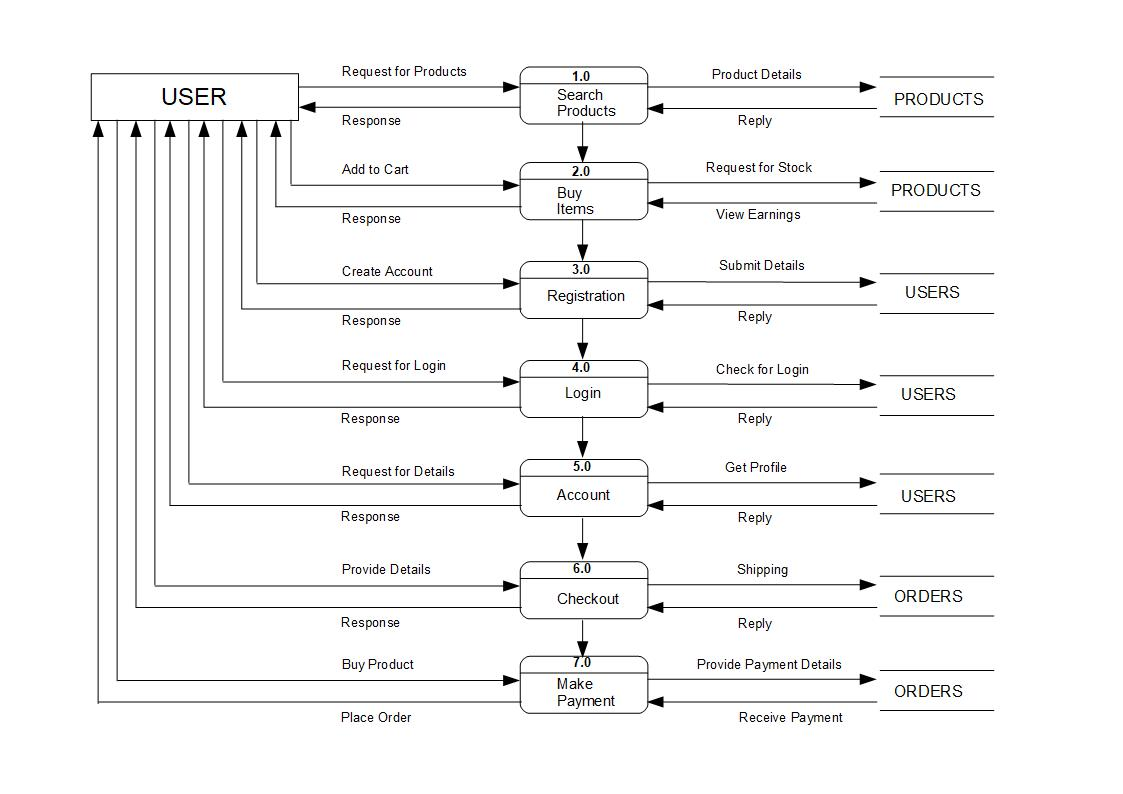 USER
Request for Products
Response
1.0
Search
Products
Product Details
Reply
PRODUCTS
Add to Cart
Response
2.0
Buy
Items
Request for Stock
View Earnings
PRODUCTS
Create Account
Response
3.0
Registration
Submit Details
Reply
USERS
Request for Login
Response
4.0
Login
Check for Login
Reply
USERS
Request for Details
Response
5.0
Account
Get Profile
Reply
USERS
Provide Details
Response
6.0
Checkout
Shipping
Reply
ORDERS
Buy Product
Place Order
7.0
Make
Payment
Provide Payment Details
Receive Payment
ORDERS